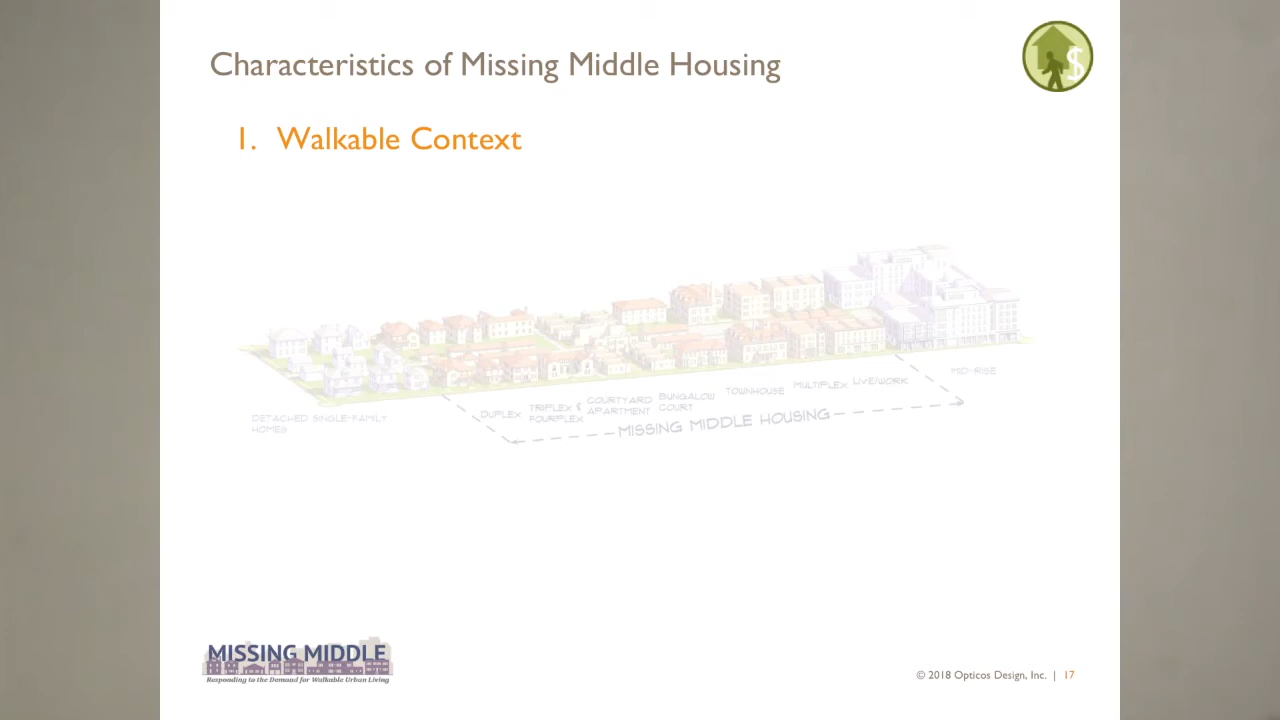 Characteristics of Missing Middle Housing
1. Walkable Context
DETACHED SINGLE-FAMILY
HOMES
DUPLEX
TRIPLEX &
FOURPLEX
COURTYARD
APARTMENT
BUNGALOW
COURT
TOWNHOUSE
MULTIPLEX
LIVE/WORK
MID-RISE
MISSING MIDDLE HOUSING
MISSING MIDDLE
Responding to the Demand for Walkable Urban Living
© 2018 Opticos Design, Inc. | 17